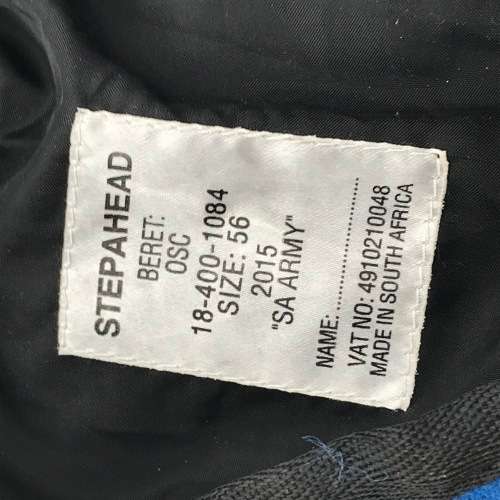 STEPAHEAD
BERET:
OSC
18-400-1084
SIZE: 56
2015
"SA ARMY"
NAME: ....................
VAT NO: 4910210048
MADE IN SOUTH AFRICA